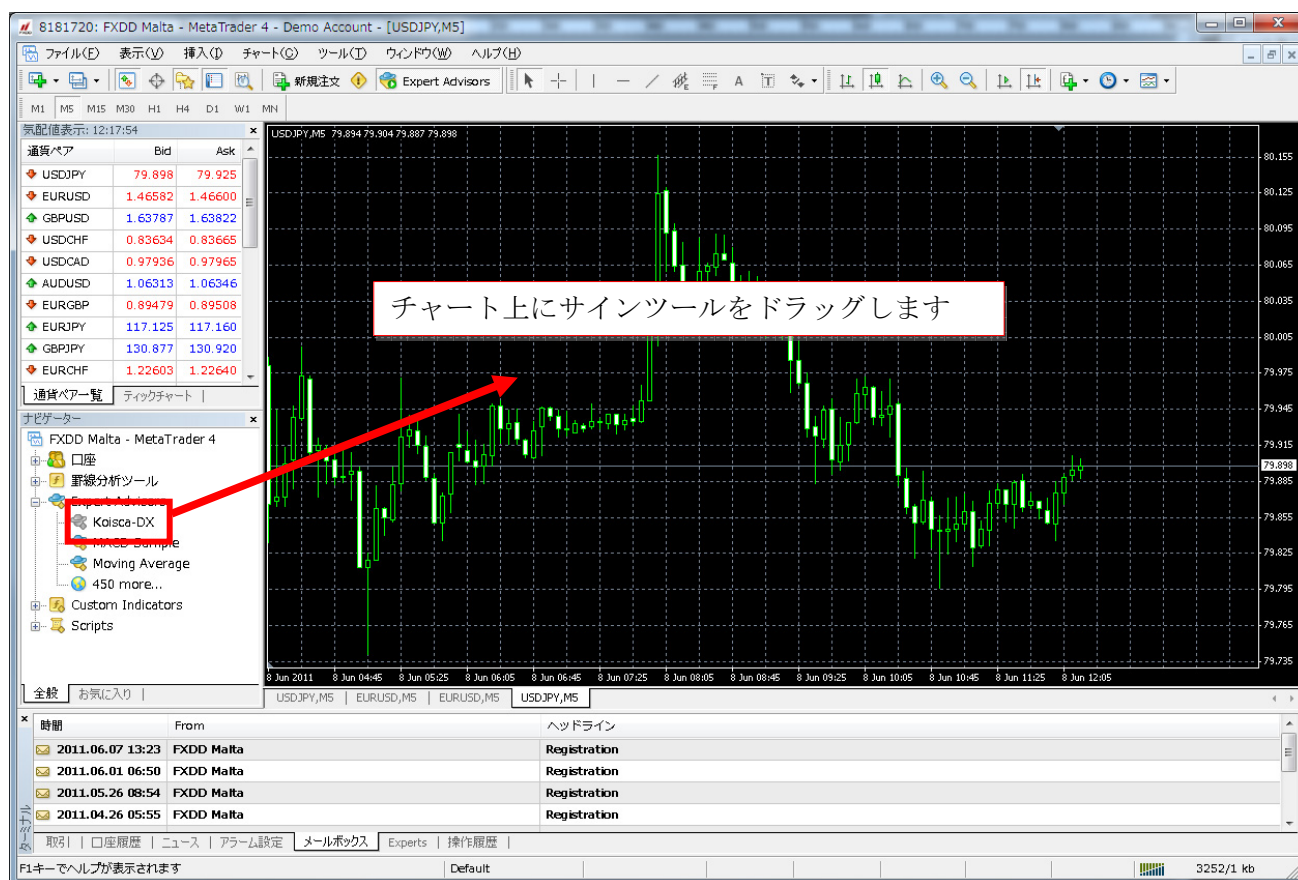 8181720: FXDD Malta - MetaTrader 4 - Demo Account - [USDJPY,M5]
ファイル(F) 表示(V) 挿入(I) チャート(C) ツール(T) ウィンドウ(W) ヘルプ(H)
新規注文 Expert Advisors A T
M1 M5 M15 M30 H1 H4 D1 W1 MN
気配値表示: 12:17:54
通貨ペア Bid Ask
USDJPY 79.898 79.925
EURUSD 1.46582 1.46600
GBPUSD 1.63787 1.63822
USDCHF 0.83634 0.83665
USDCAD 0.97936 0.97965
AUDUSD 1.06313 1.06346
EURGBP 0.89479 0.89508
EURJPY 117.125 117.160
GBPJPY 130.877 130.920
EURCHF 1.22603 1.22640
通貨ペア一覧 ティックチャート
ナビゲーター
FXDD Malta - MetaTrader 4
口座
罫線分析ツール
Expert Advisors
Koisca-DX
MACD Sample
Moving Average
450 more...
Custom Indicators
Scripts
全般 お気に入り
USDJPY,M5 79.894 79.904 79.887 79.898
チャート上にサインツールをドラッグします
80.155
80.125
80.095
80.065
80.035
80.005
79.975
79.945
79.915
79.898
79.885
79.855
79.825
79.795
79.765
79.735
8 Jun 2011 8 Jun 04:45 8 Jun 05:25 8 Jun 06:05 8 Jun 06:45 8 Jun 07:25 8 Jun 08:05 8 Jun 08:45 8 Jun 09:25 8 Jun 10:05 8 Jun 10:45 8 Jun 11:25 8 Jun 12:05
USDJPY,M5 EURUSD,M5 EURUSD,M5 USDJPY,M5
時間 From ヘッドライン
2011.06.07 13:23 FXDD Malta Registration
2011.06.01 06:50 FXDD Malta Registration
2011.05.26 08:54 FXDD Malta Registration
2011.04.26 05:55 FXDD Malta Registration
ターミナル
取引 口座履歴 ニュース アラーム設定 メールボックス Experts 操作履歴
F1キーでヘルプが表示されます Default 3252/1 kb